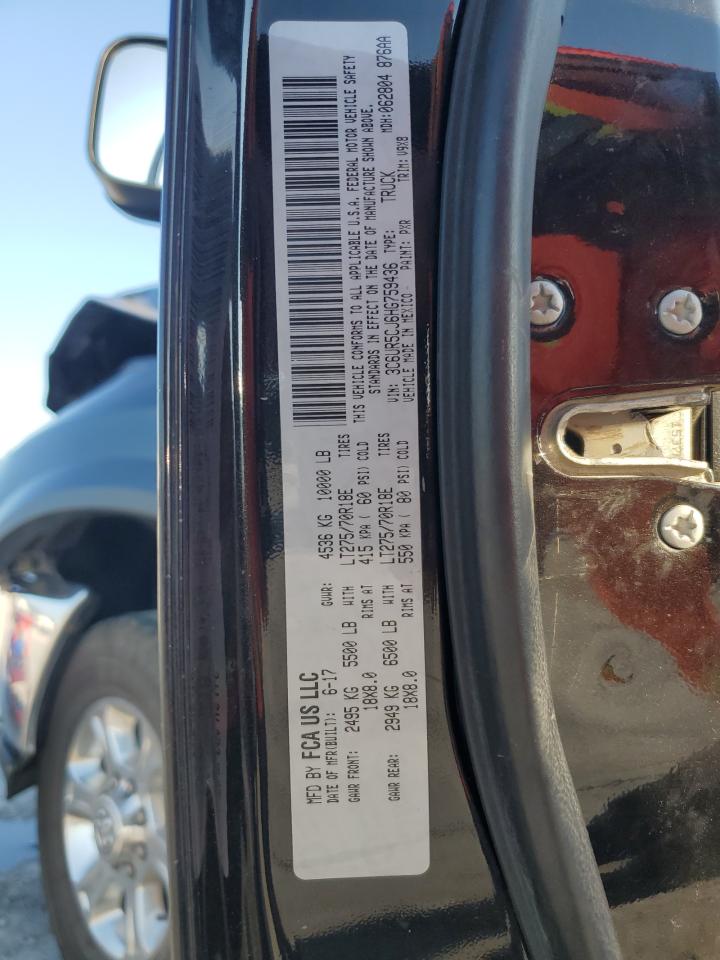 MFD BY FCA US LLC
DATE OF MFR(BUILT): 6-17 GVWR: 4536 KG 10000 LB
GAWR FRONT: 2495 KG 5500 LB WITH LT275/70R18E TIRES
18X8.0 RIMS AT 415 KPA ( 60 PSI) COLD
GAWR REAR: 2949 KG 6500 LB WITH LT275/70R18E TIRES
18X8.0 RIMS AT 550 KPA ( 80 PSI) COLD
THIS VEHICLE CONFORMS TO ALL APPLICABLE U.S.A. FEDERAL MOTOR VEHICLE SAFETY
STANDARDS IN EFFECT ON THE DATE OF MANUFACTURE SHOWN ABOVE.
VIN: 3C6UR5CJ6HG759436 TYPE: TRUCK MDH:062804 876AA
VEHICLE MADE IN MEXICO - PAINT: PXR TRIM: V9X8